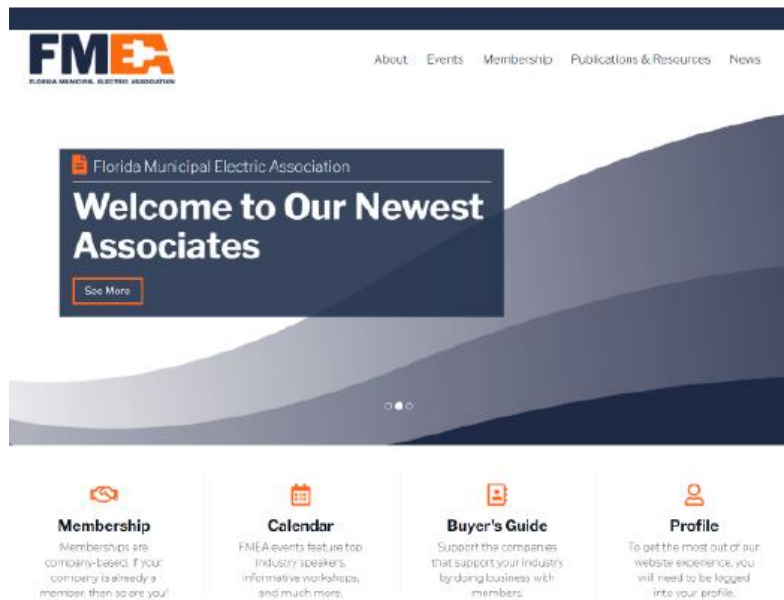 FMEA
FLORIDA MUNICIPAL ELECTRIC ASSOCIATION
About Events Membership Publications & Resources News
Florida Municipal Electric Association
Welcome to Our Newest
Associates
See More
Membership
Memberships are
company-based. If your
company is already a
member, then so are you!
Calendar
FMEA events feature top
industry speakers,
informative workshops,
and much more.
Buyer's Guide
Support the companies
that support your industry
by doing business with
members.
Profile
To get the most out of our
website experience, you
will need to be logged
into your profile.